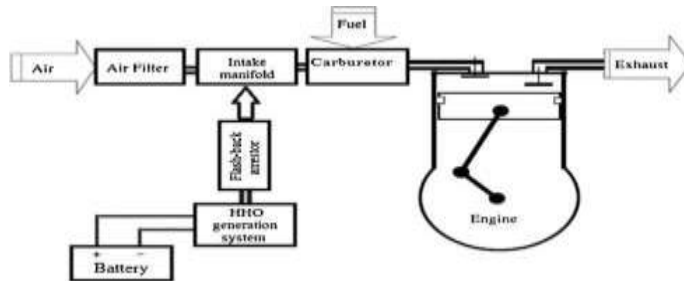 Fuel
Air
Air Filter
Intake
manifold
Carburetor
Exhaust
Flash-back
arrestor
HHO
generation
system
Engine
+ −
Battery